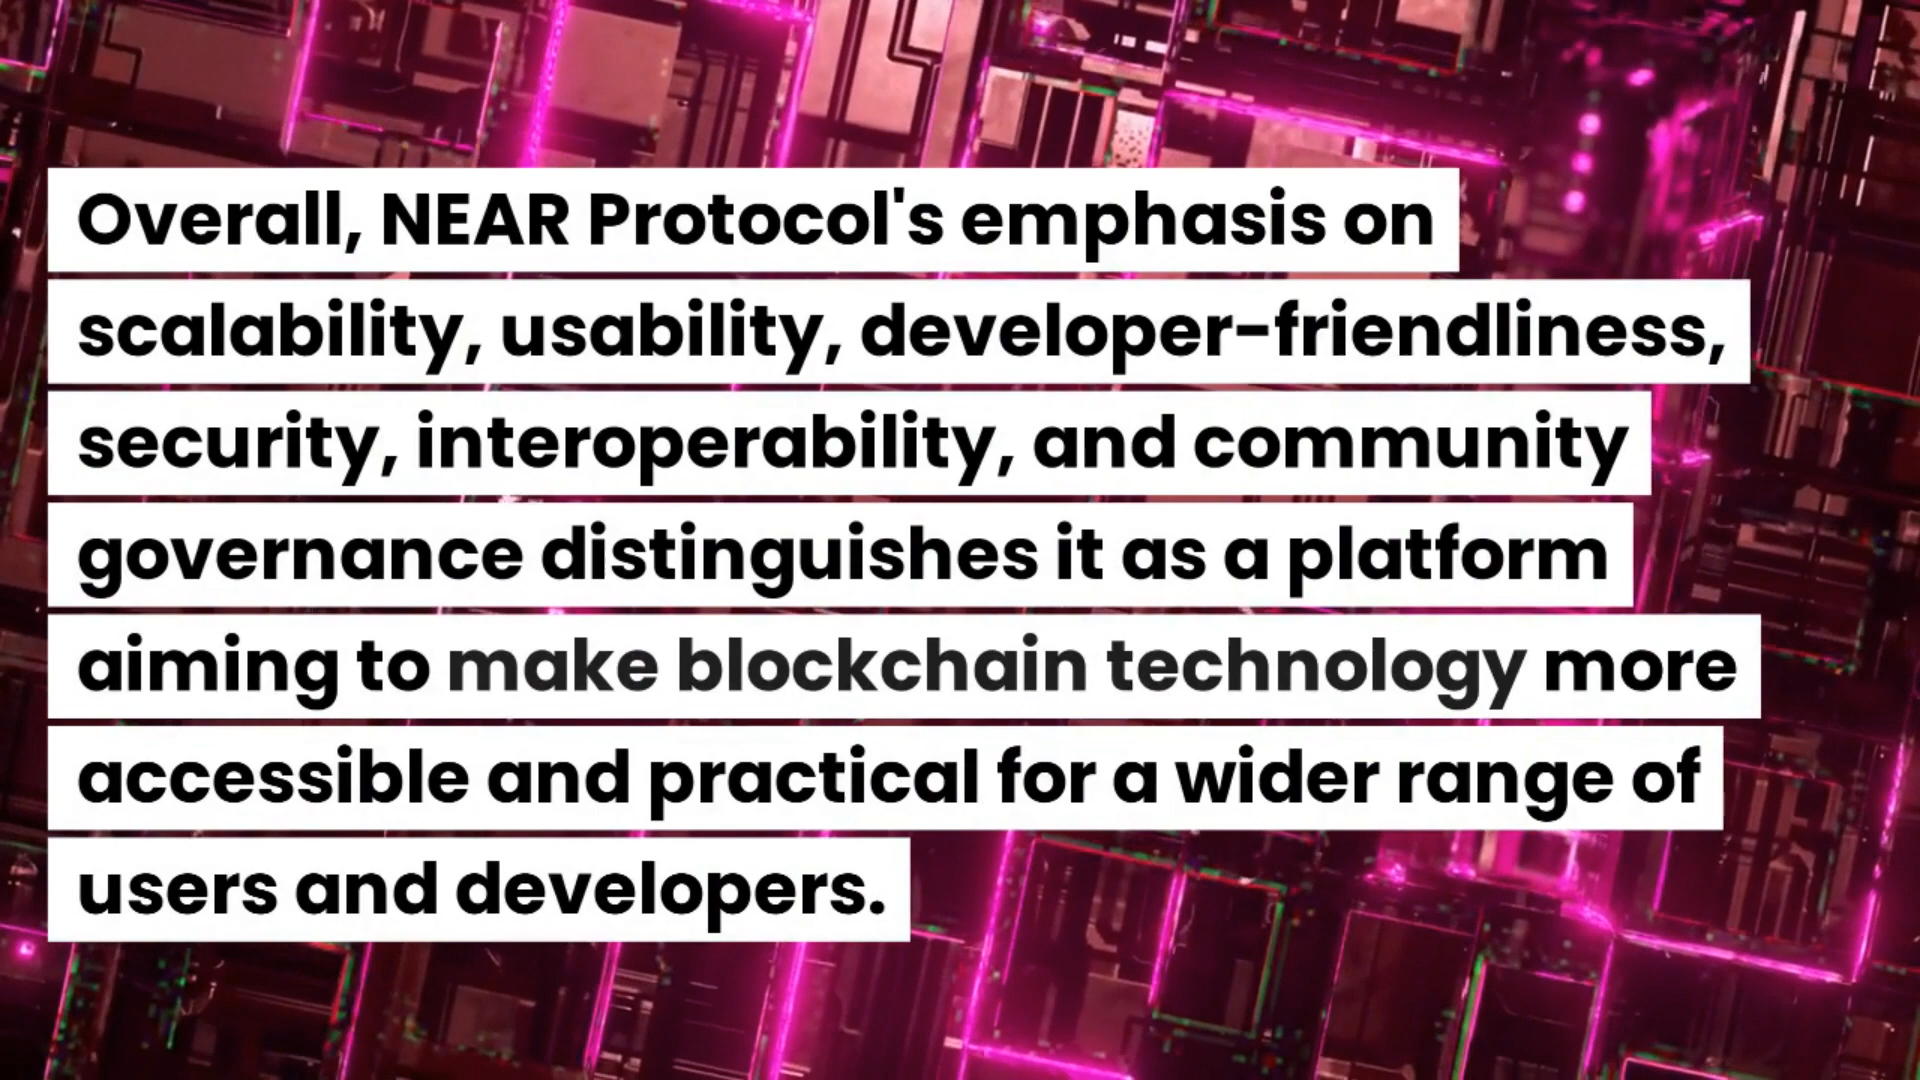 Overall, NEAR Protocol's emphasis on
scalability, usability, developer-friendliness,
security, interoperability, and community
governance distinguishes it as a platform
aiming to make blockchain technology more
accessible and practical for a wider range of
users and developers.